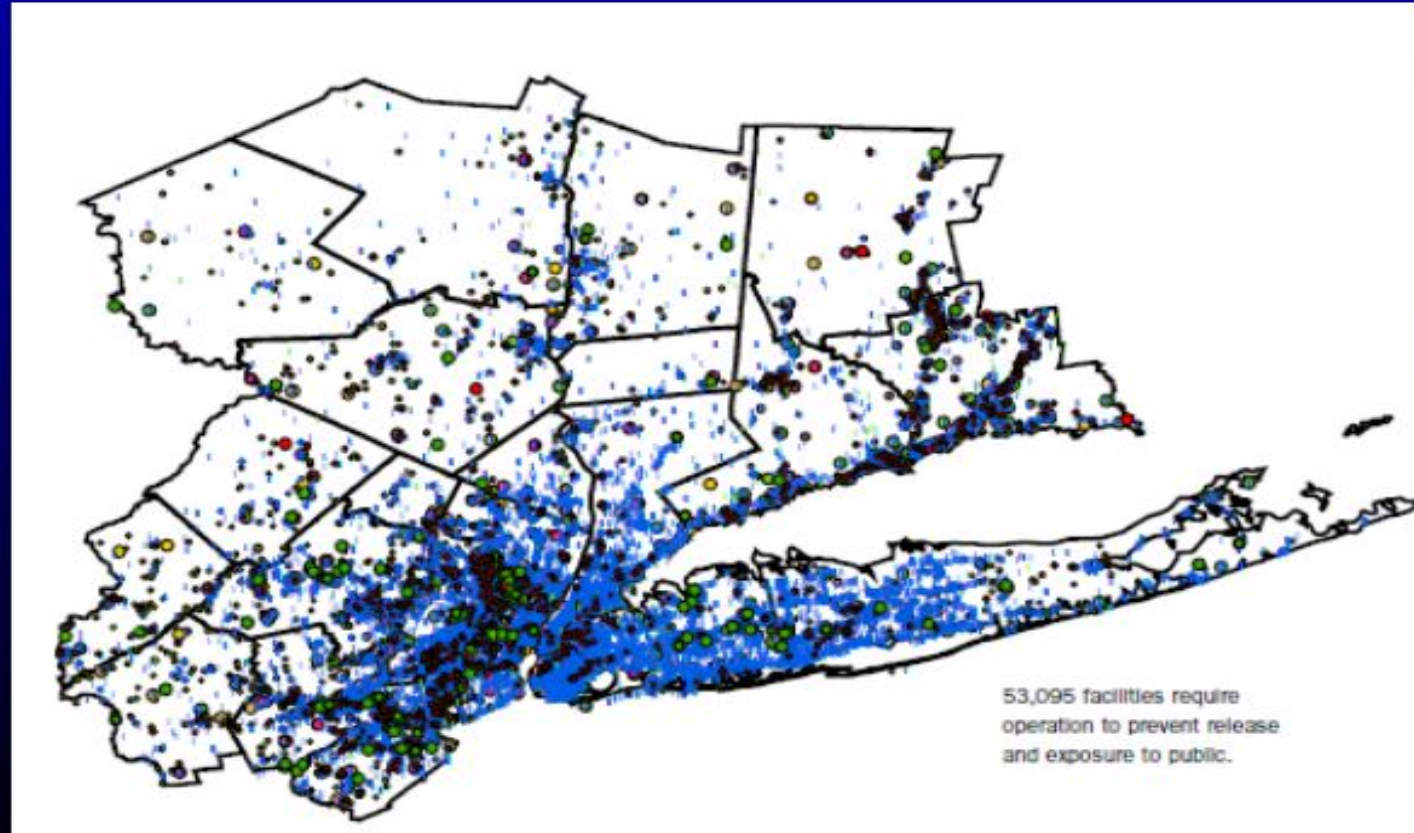 53,095 facilities require
operation to prevent release
and exposure to public.